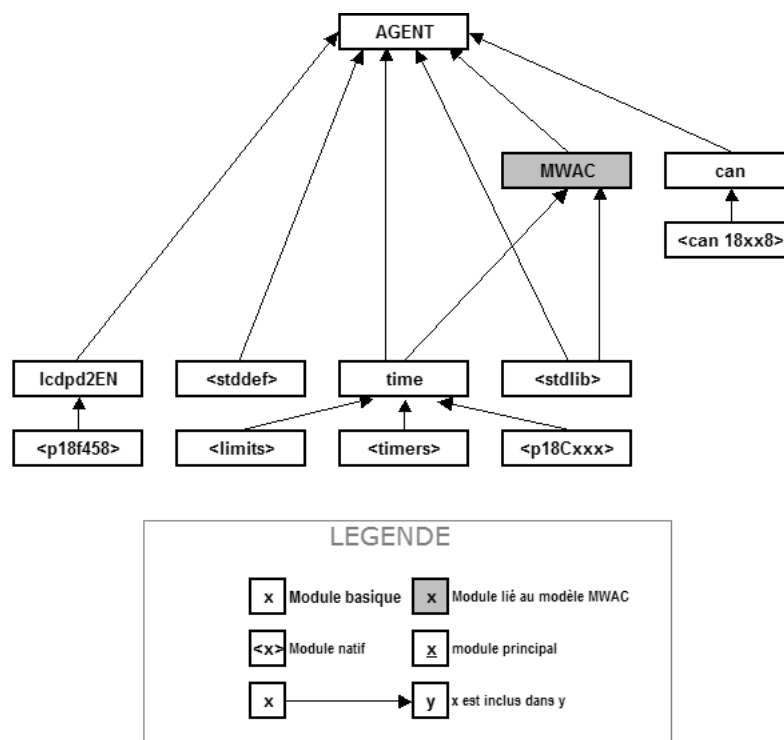 AGENT
MWAC
can
<can 18xx8>
lcdpd2EN
<stddef>
time
<stdlib>
<p18f458>
<limits>
<timers>
<p18Cxxx>
LEGENDE
x Module basique
x Module lié au modèle MWAC
<x> Module natif
x module principal
x y x est inclus dans y